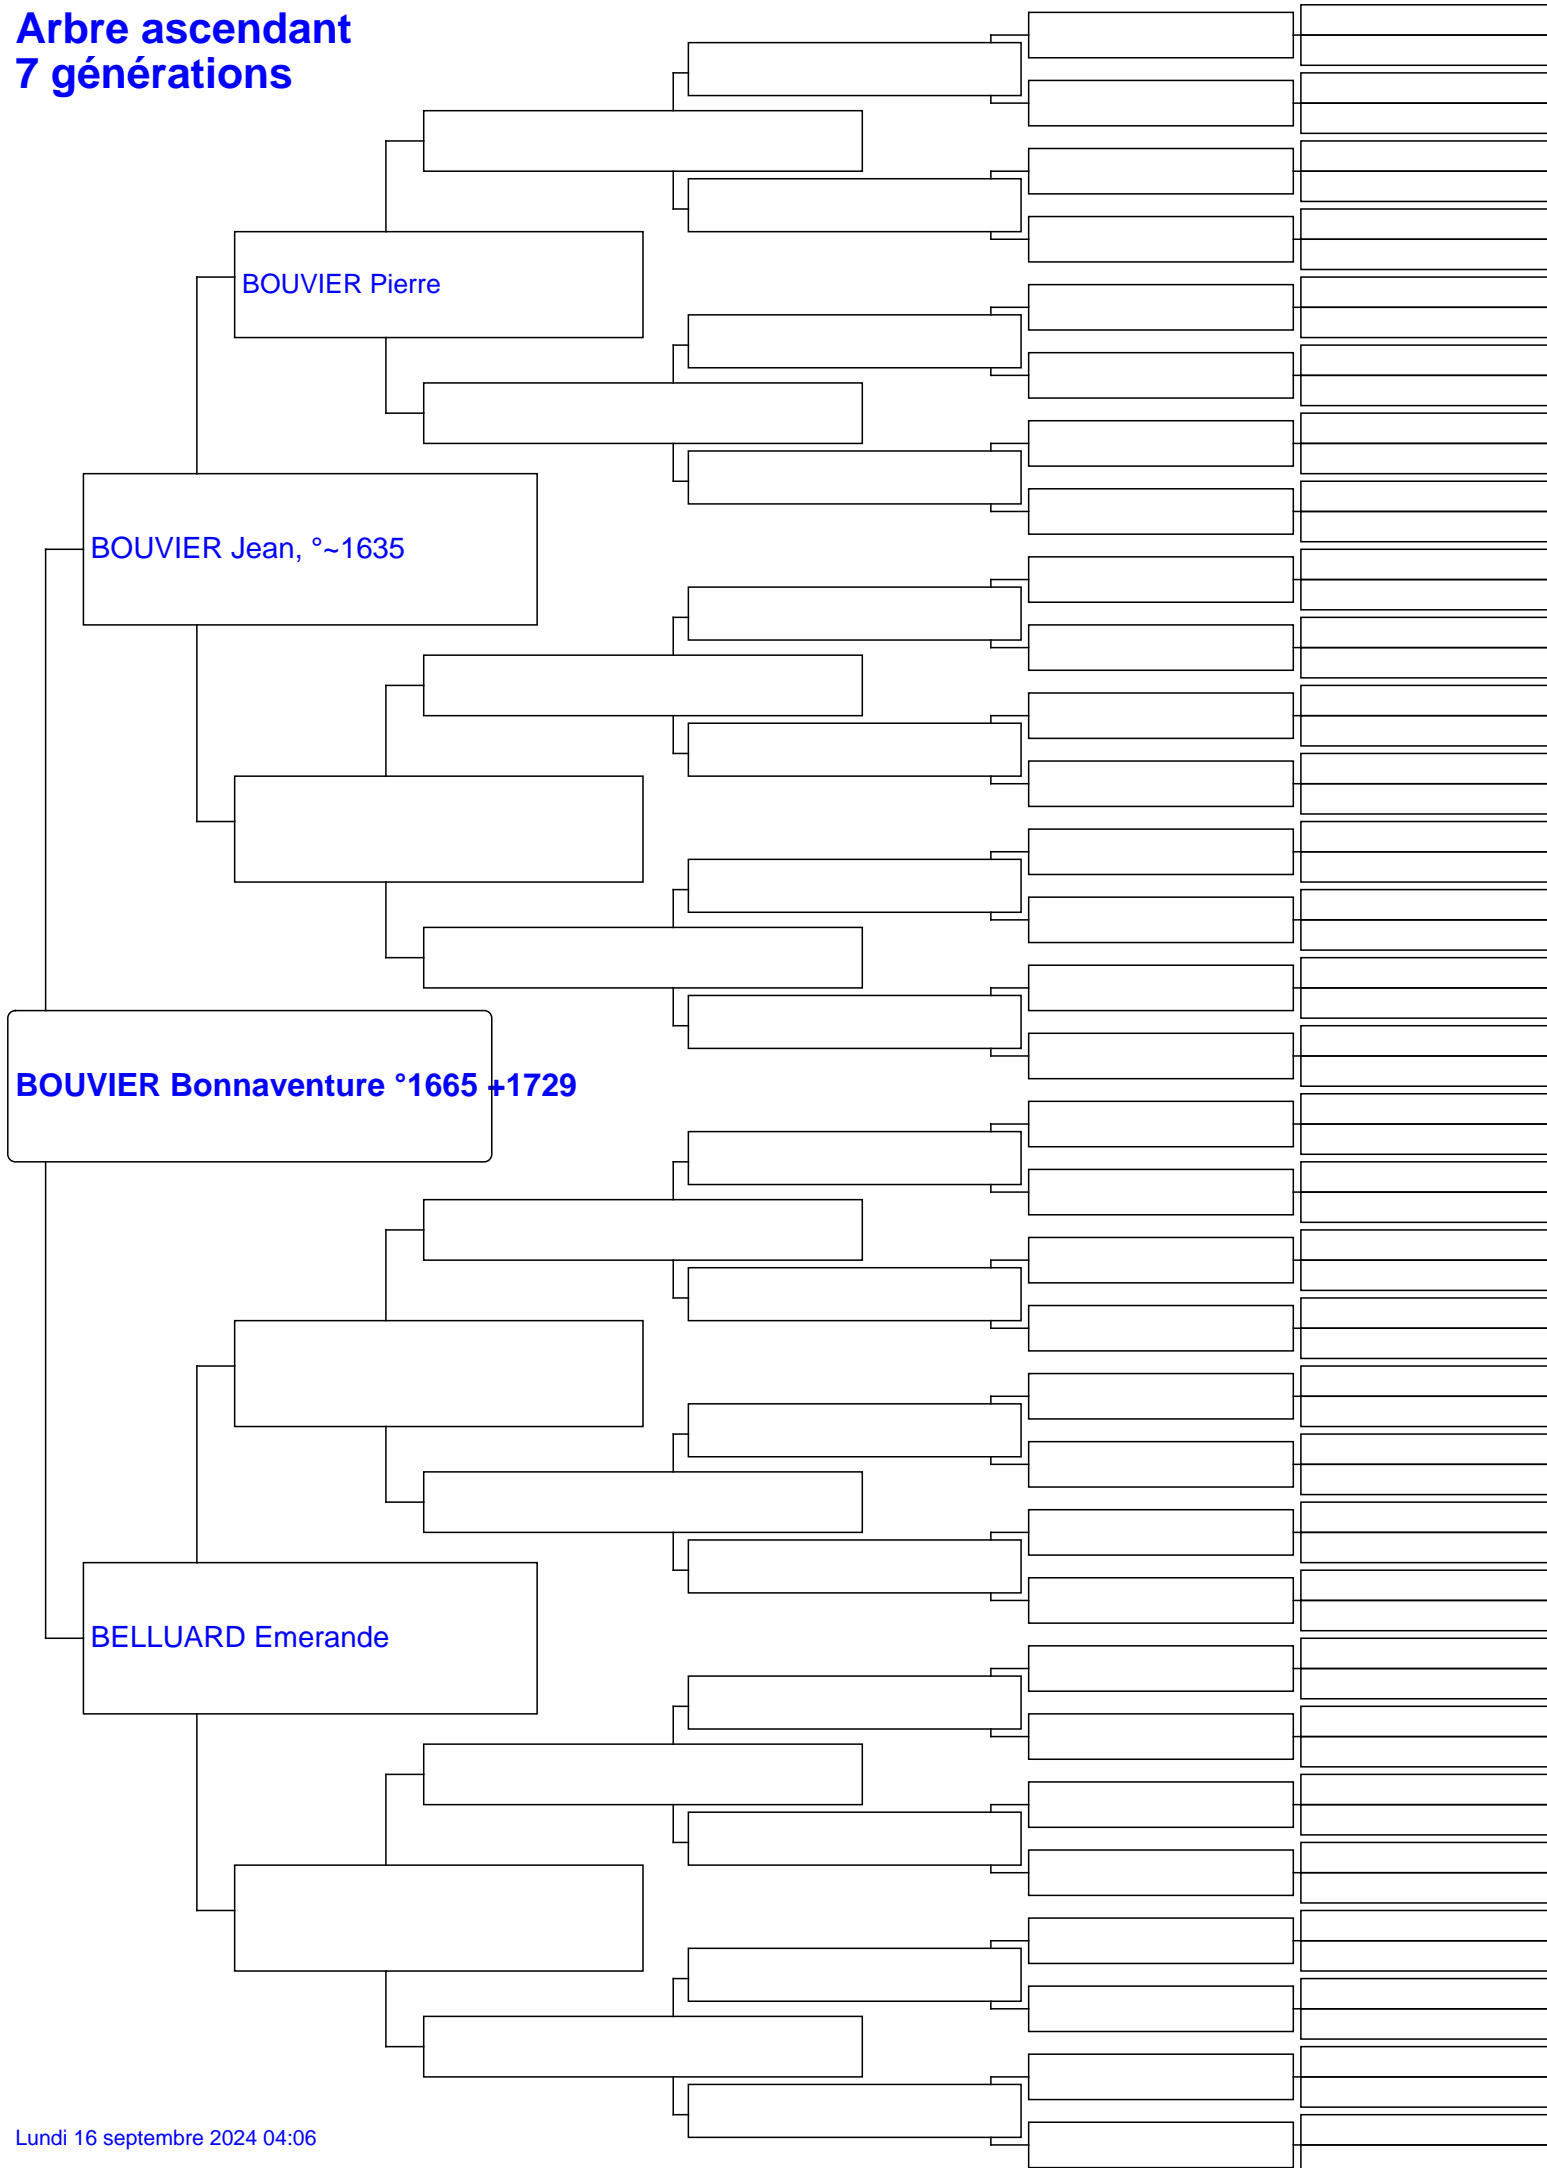 Arbre ascendant
7 générations
BOUVIER Pierre
BOUVIER Jean, °~1635
BOUVIER Bonnaventure °1665 +1729
BELLUARD Emerande
Lundi 16 septembre 2024 04:06